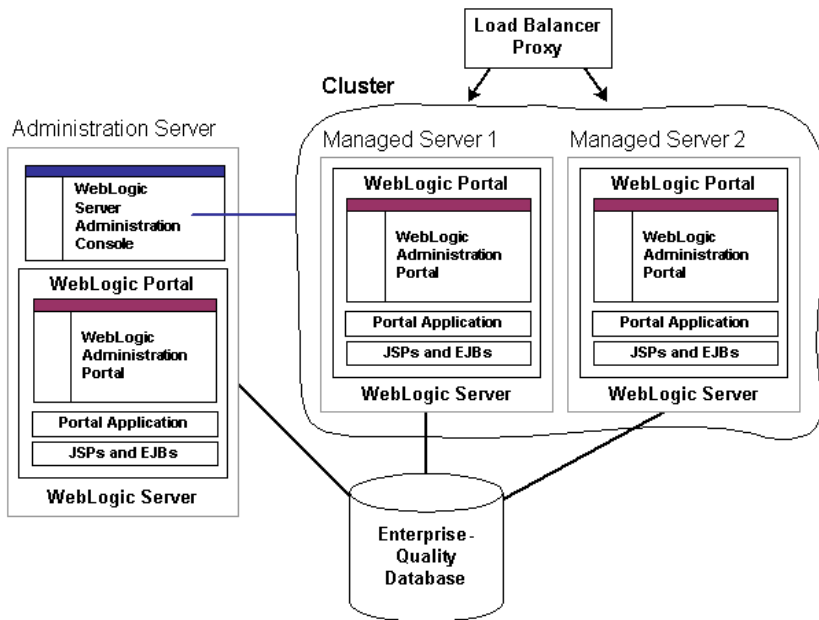 Load Balancer
Proxy
Cluster
Administration Server
WebLogic
Server
Administration
Console
WebLogic Portal
WebLogic
Administration
Portal
Portal Application
JSPs and EJBs
WebLogic Server
Managed Server 1
WebLogic Portal
WebLogic
Administration
Portal
Portal Application
JSPs and EJBs
WebLogic Server
Managed Server 2
WebLogic Portal
WebLogic
Administration
Portal
Portal Application
JSPs and EJBs
WebLogic Server
Enterprise-
Quality
Database